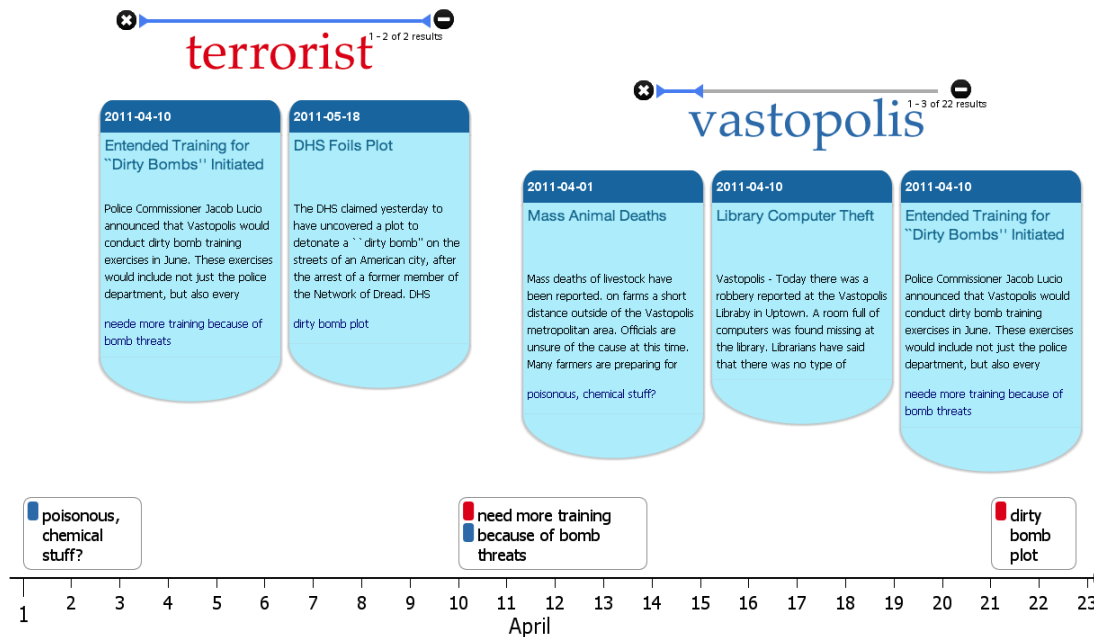 1 - 2 of 2 results
terrorist
2011-04-10
Entended Training for
``Dirty Bombs'' Initiated
Police Commissioner Jacob Lucio
announced that Vastopolis would
conduct dirty bomb training
exercises in June. These exercises
would include not just the police
department, but also every
neede more training because of
bomb threats
2011-05-18
DHS Foils Plot
The DHS claimed yesterday to
have uncovered a plot to
detonate a ``dirty bomb'' on the
streets of an American city, after
the arrest of a former member of
the Network of Dread. DHS
dirty bomb plot
1 - 3 of 22 results
vastopolis
2011-04-01
Mass Animal Deaths
Mass deaths of livestock have
been reported. on farms a short
distance outside of the Vastopolis
metropolitan area. Officials are
unsure of the cause at this time.
Many farmers are preparing for
poisonous, chemical stuff?
2011-04-10
Library Computer Theft
Vastopolis - Today there was a
robbery reported at the Vastopolis
Libraby in Uptown. A room full of
computers was found missing at
the library. Librarians have said
that there was no type of
2011-04-10
Entended Training for
``Dirty Bombs'' Initiated
Police Commissioner Jacob Lucio
announced that Vastopolis would
conduct dirty bomb training
exercises in June. These exercises
would include not just the police
department, but also every
neede more training because of
bomb threats
poisonous,
chemical
stuff?
need more training
because of bomb
threats
dirty
bomb
plot
1 2 3 4 5 6 7 8 9 10 11 12 13 14 15 16 17 18 19 20 21 22 23
April